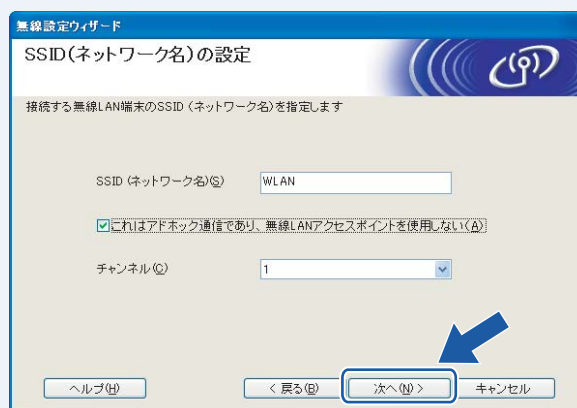 無線設定ウィザード
SSID(ネットワーク名)の設定
接続する無線LAN端末のSSID (ネットワーク名)を指定します
SSID (ネットワーク名)(S) WLAN
これはアドホック通信であり、無線LANアクセスポイントを使用しない(A)
チャンネル(C) 1
ヘルプ(H) < 戻る(B) 次へ(N) > キャンセル